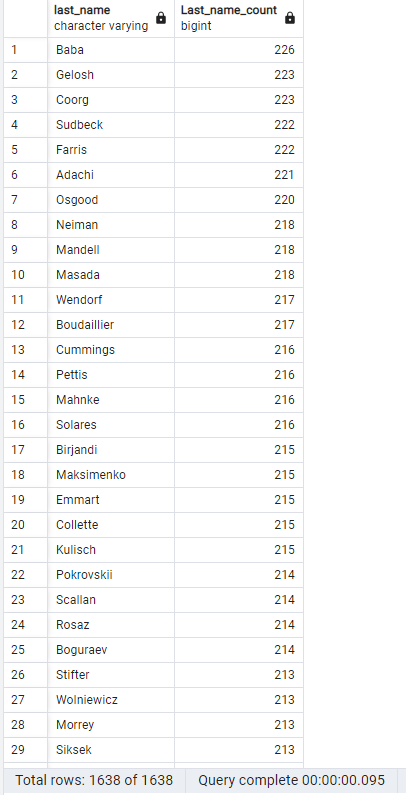 last_name
character varying
Last_name_count
bigint
1 Baba 226
2 Gelosh 223
3 Coorg 223
4 Sudbeck 222
5 Farris 222
6 Adachi 221
7 Osgood 220
8 Neiman 218
9 Mandell 218
10 Masada 218
11 Wendorf 217
12 Boudaillier 217
13 Cummings 216
14 Pettis 216
15 Mahnke 216
16 Solares 216
17 Birjandi 215
18 Maksimenko 215
19 Emmart 215
20 Collette 215
21 Kulisch 215
22 Pokrovskii 214
23 Scallan 214
24 Rosaz 214
25 Boguraev 214
26 Stifter 213
27 Wolniewicz 213
28 Morrey 213
29 Siksek 213
Total rows: 1638 of 1638 Query complete 00:00:00.095